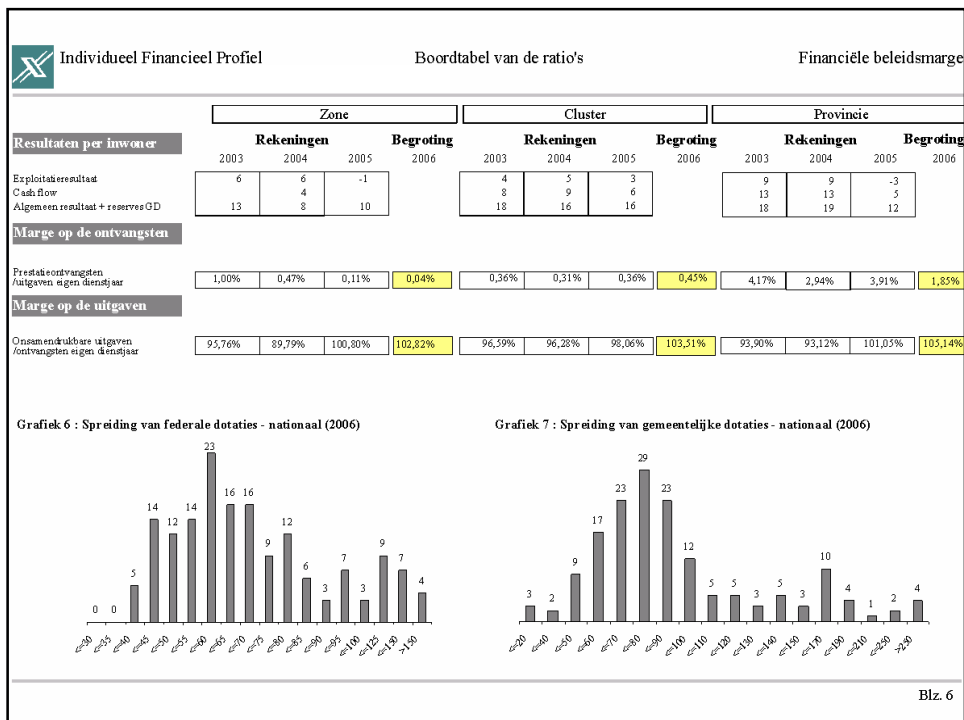 Individueel Financieel Profiel Boordtabel van de ratio's Financiële beleidsmarge
Zone Cluster Provincie
Resultaten per inwoner Rekeningen Begroting Rekeningen Begroting Rekeningen Begroting
2003 2004 2005 2006 2003 2004 2005 2006 2003 2004 2005 2006
Exploitatieresultaat 6 6 -1 4 5 3 9 9 -3
Cash flow 4 8 9 6 13 13 5
Algemeen resultaat + reserves GD 13 8 10 18 16 16 18 19 12
Marge op de ontvangsten
Prestatieontvangsten
/uitgaven eigen dienstjaar 1,00% 0,47% 0,11% 0,04% 0,36% 0,31% 0,36% 0,45% 4,17% 2,94% 3,91% 1,85%
Marge op de uitgaven
Onsamendrukbare uitgaven
/ontvangsten eigen dienstjaar 95,76% 89,79% 100,80% 102,82% 96,59% 96,28% 98,06% 103,51% 93,90% 93,12% 101,05% 105,14%
Grafiek 6 : Spreiding van federale dotaties - nationaal (2006)
0 0 5 14 12 14 23 16 16 9 12 6 3 7 3 9 7 4
<=30 <=35 <=40 <=45 <=50 <=55 <=60 <=65 <=70 <=75 <=80 <=85 <=90 <=95 <=100 <=125 <=150 >150
Grafiek 7 : Spreiding van gemeentelijke dotaties - nationaal (2006)
3 2 9 17 23 29 23 12 5 5 3 5 3 10 4 1 2 4
<=20 <=40 <=50 <=60 <=70 <=80 <=90 <=100 <=110 <=120 <=130 <=140 <=150 <=170 <=190 <=210 <=250 >250
Blz. 6